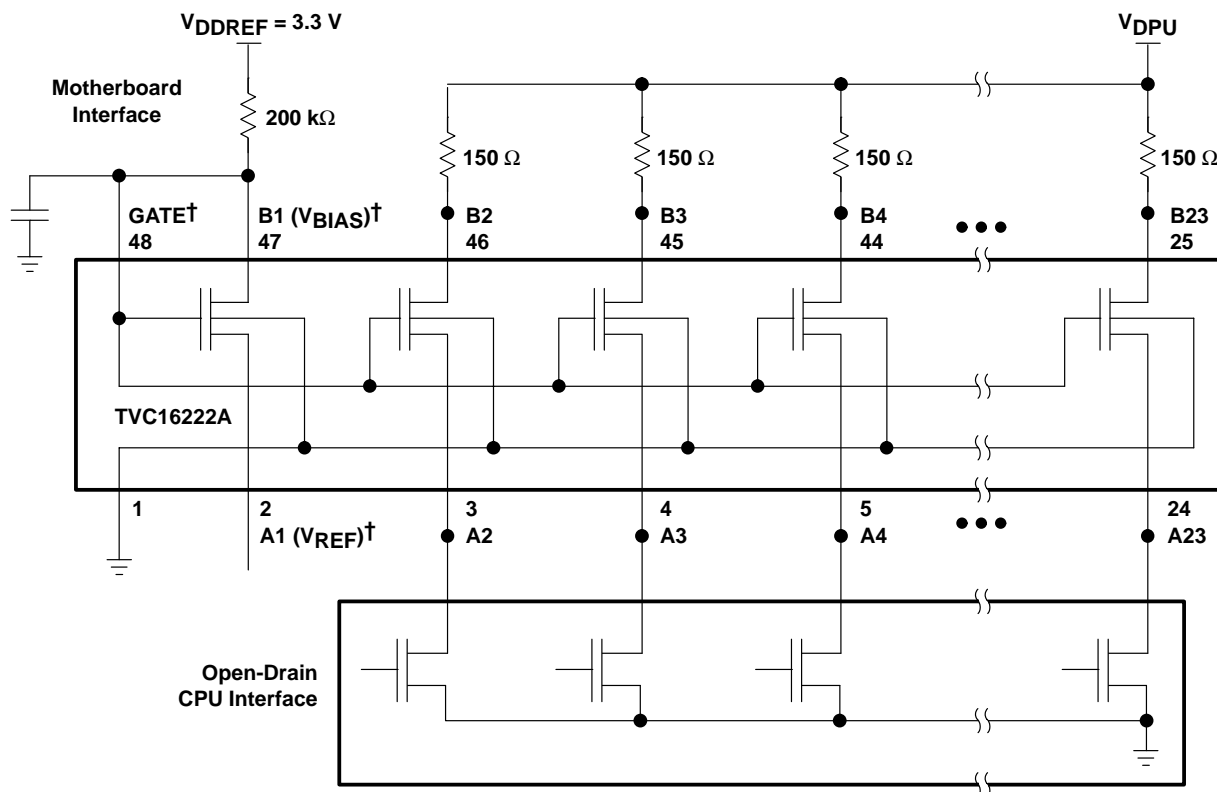 VDDREF = 3.3 V
VDPU
Motherboard
Interface
200 kΩ
150 Ω
150 Ω
150 Ω
150 Ω
GATE†
48
B1 (VBIAS)†
47
B2
46
B3
45
B4
44
B23
25
TVC16222A
1
2
A1 (VREF)†
3
A2
4
A3
5
A4
24
A23
Open-Drain
CPU Interface